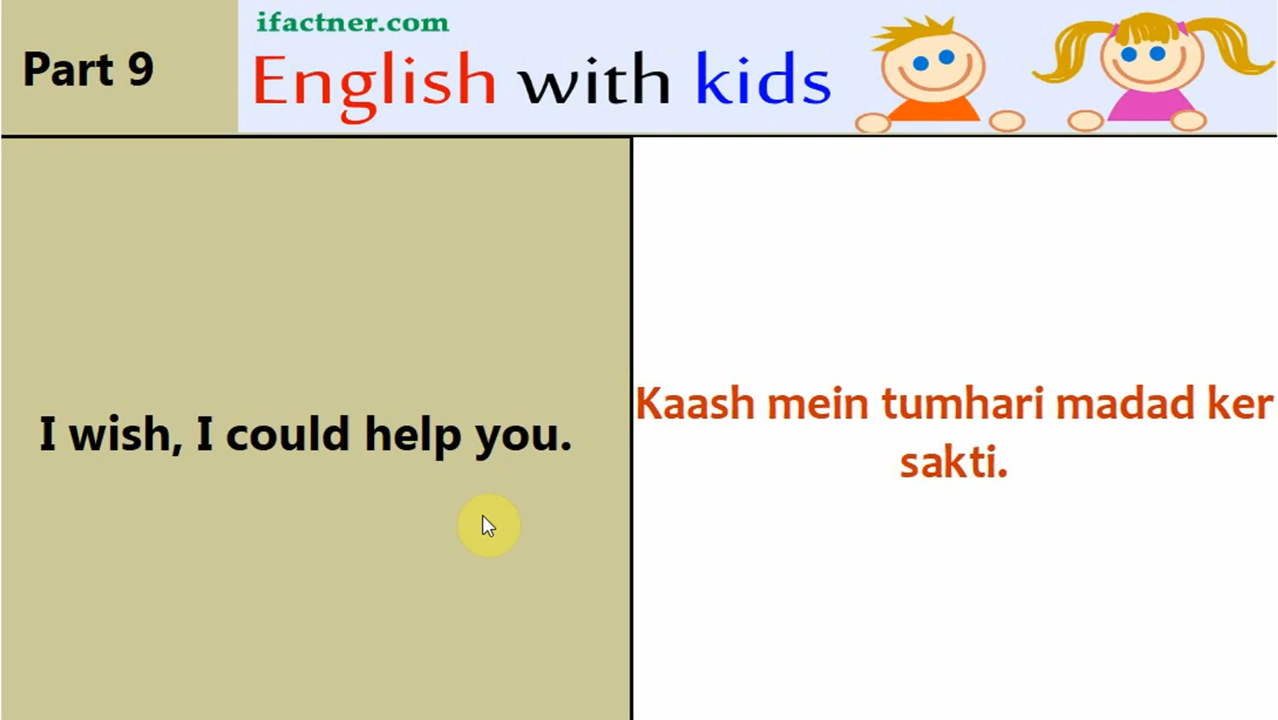 Part 9
ifactner.com
English with kids
I wish, I could help you.
Kaash mein tumhari madad ker
sakti.